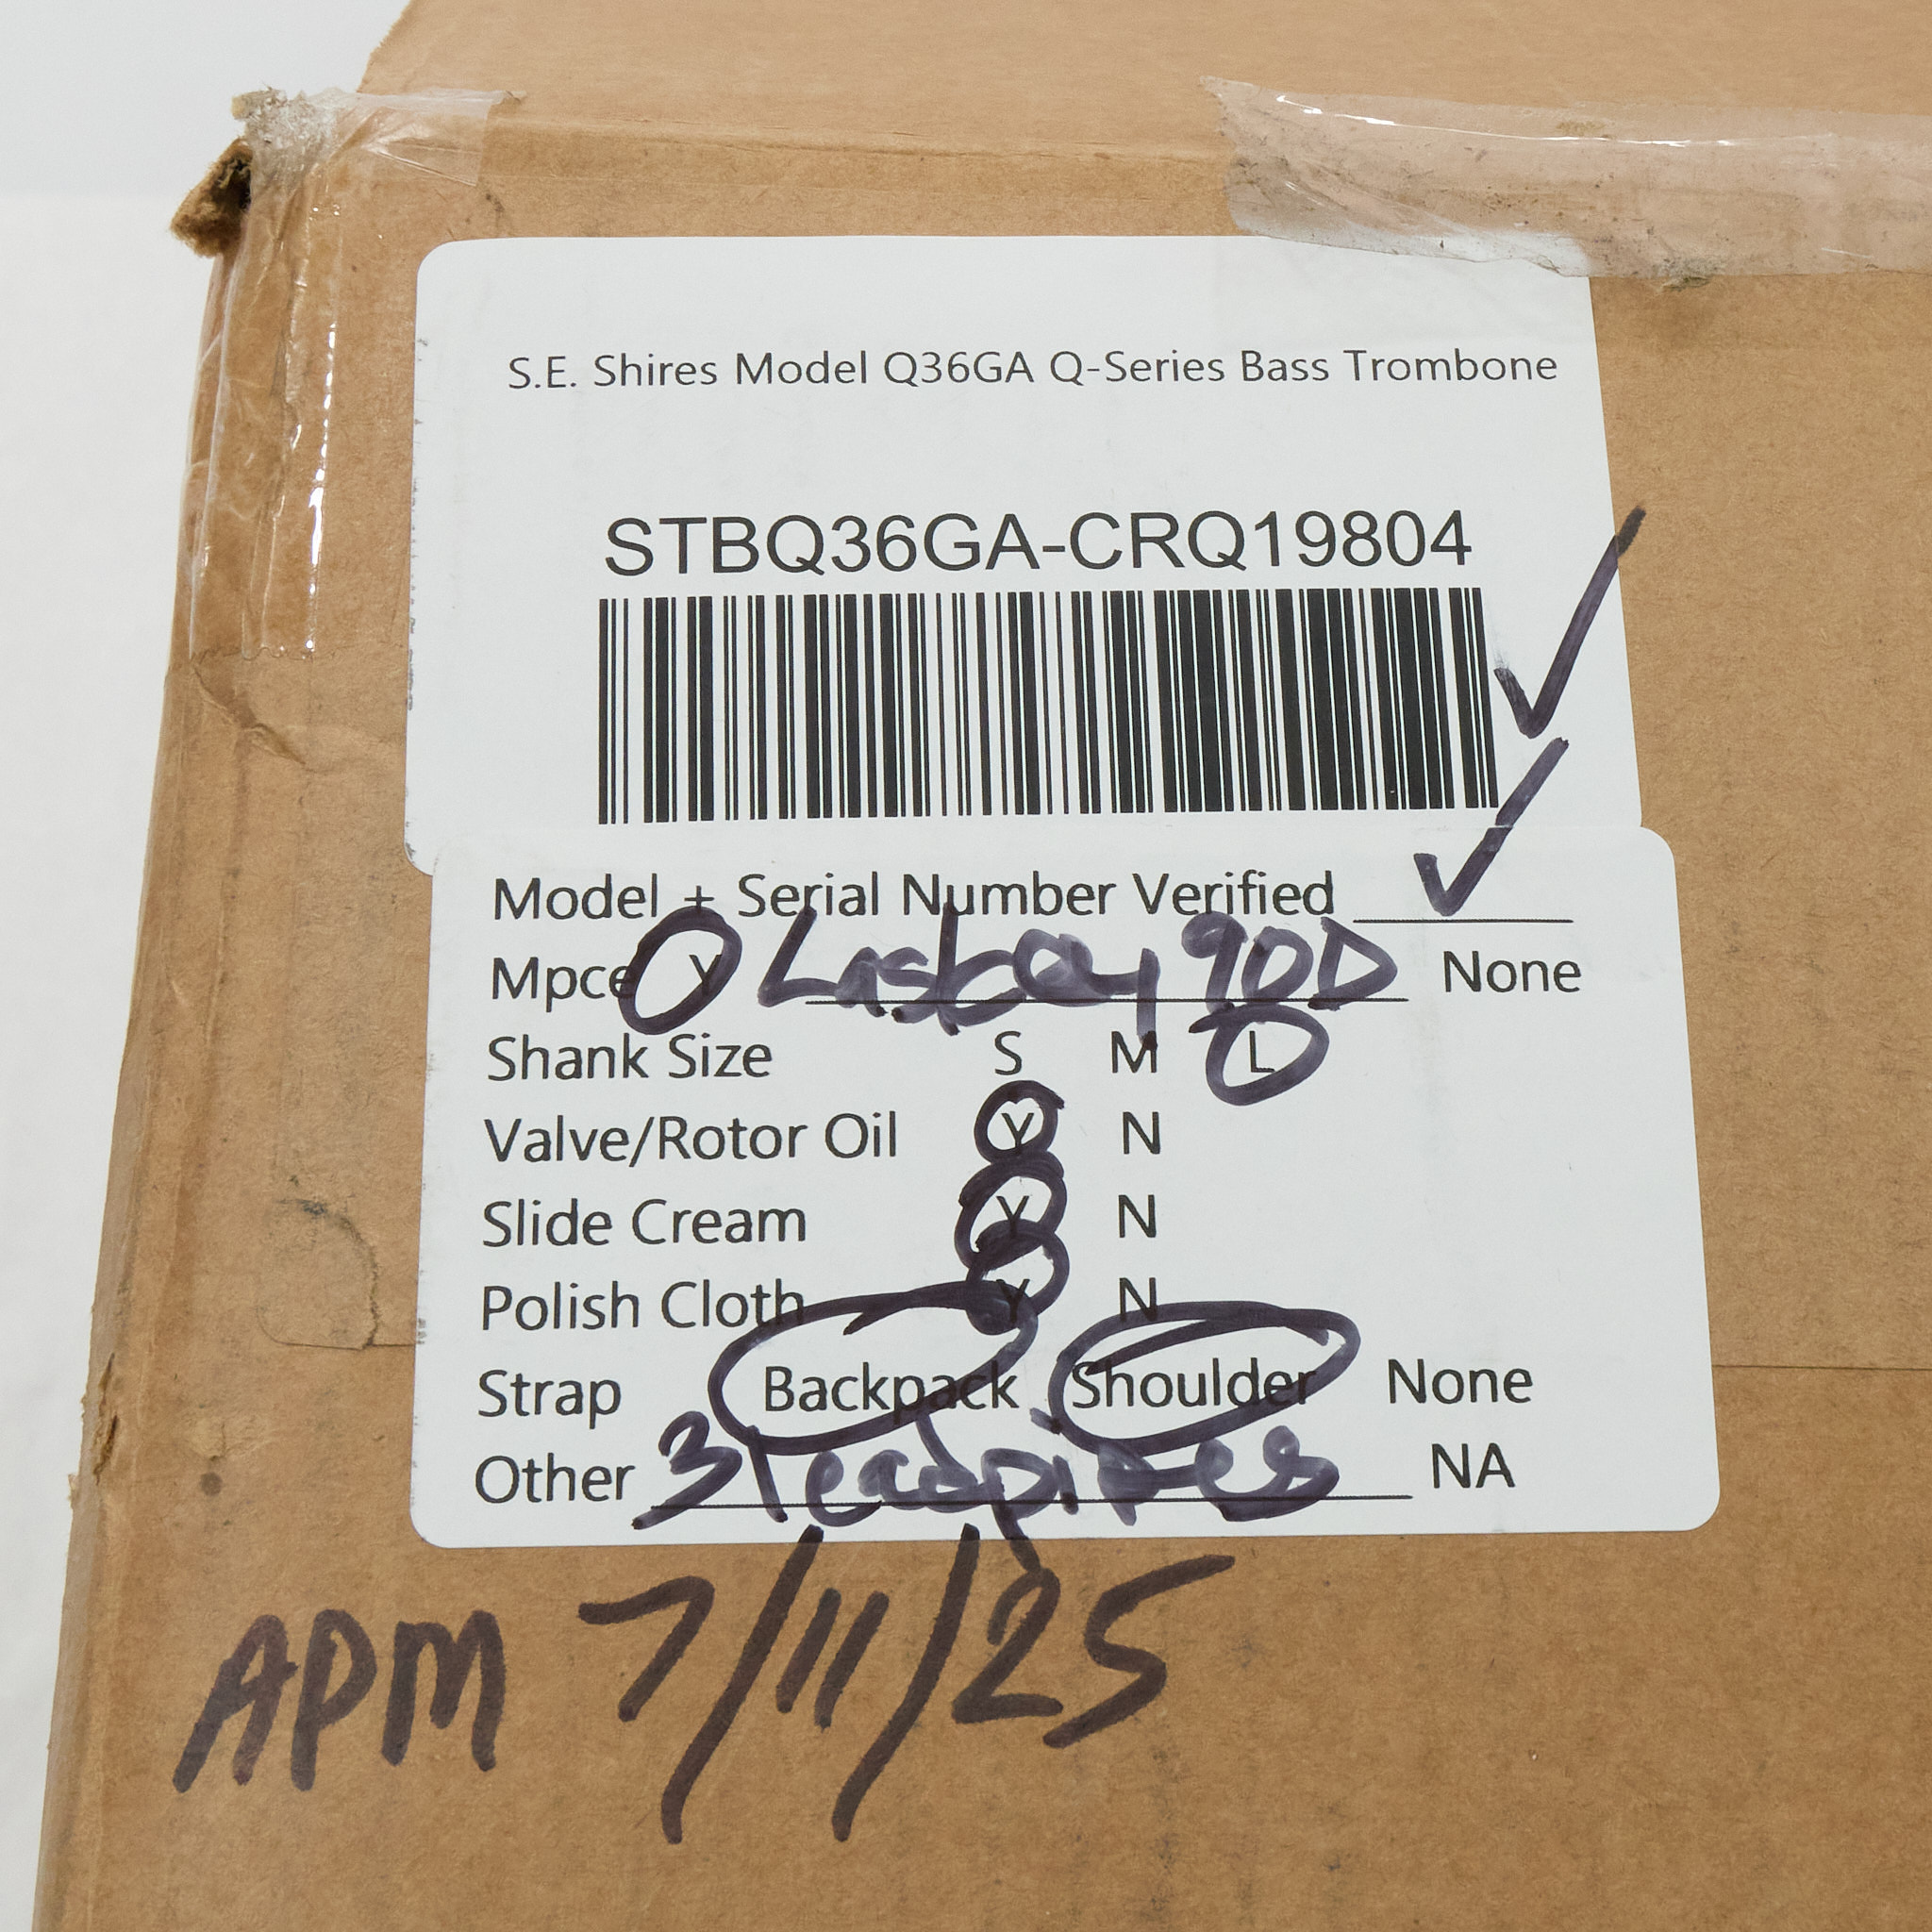 S.E. Shires Model Q36GA Q-Series Bass Trombone
STBQ36GA-CRQ19804
Model + Serial Number Verified ✓
Mpce Y 90D None
Shank Size S M L
Valve/Rotor Oil Y N
Slide Cream Y N
Polish Cloth Y N
Strap Backpack Shoulder None
Other 3 leadpipes NA
APM 7/11/25